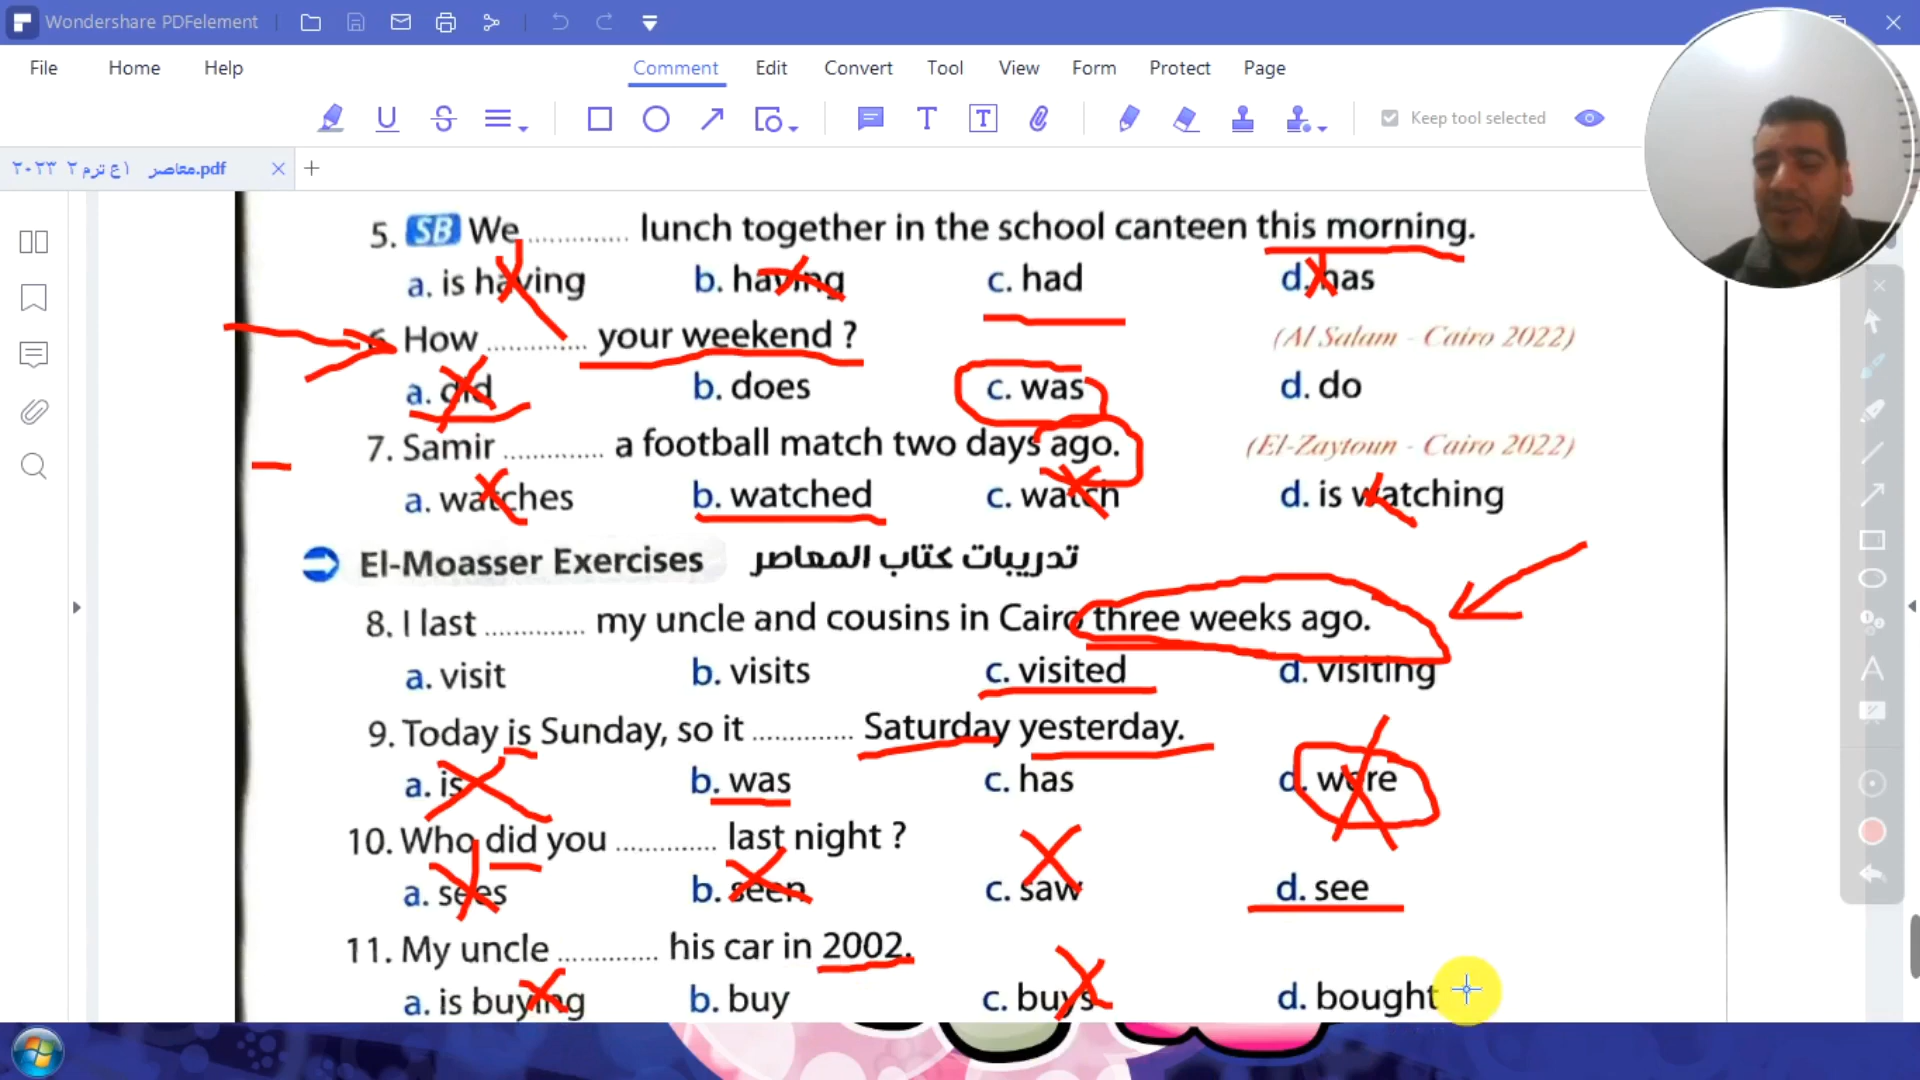 Wondershare PDFelement
File Home Help Comment Edit Convert Tool View Form Protect Page
Keep tool selected
معاصر ١ع ترم ٢ ٢٠٢٣.pdf
5. SB We ............ lunch together in the school canteen this morning.
a. is having b. having c. had d. has
6. How ............ your weekend ? (Al Salam - Cairo 2022)
a. did b. does c. was d. do
7. Samir ............ a football match two days ago. (El-Zaytoun - Cairo 2022)
a. watches b. watched c. watch d. is watching
El-Moasser Exercises تدريبات كتاب المعاصر
8. I last ............ my uncle and cousins in Cairo three weeks ago.
a. visit b. visits c. visited d. visiting
9. Today is Sunday, so it ............ Saturday yesterday.
a. is b. was c. has d. were
10. Who did you ............ last night ?
a. sees b. seen c. saw d. see
11. My uncle ............ his car in 2002.
a. is buying b. buy c. buys d. bought